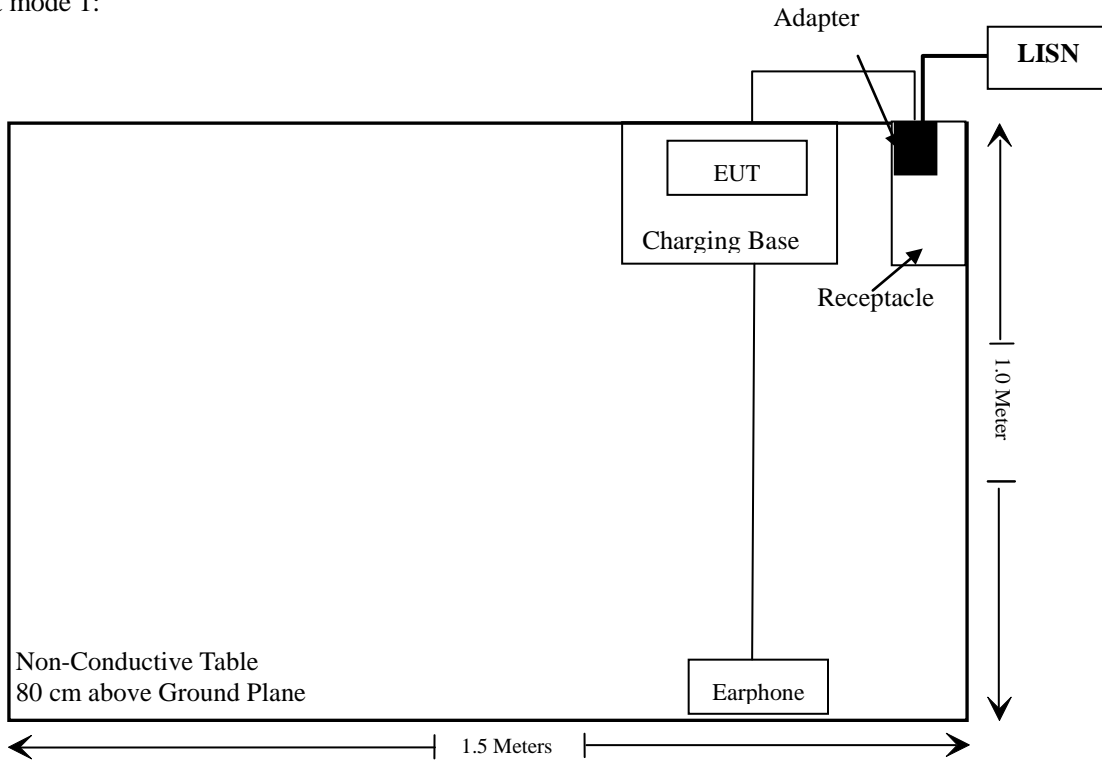 mode 1:
Adapter
LISN
EUT
Charging Base
Receptacle
1.0 Meter
Non-Conductive Table
80 cm above Ground Plane
Earphone
1.5 Meters